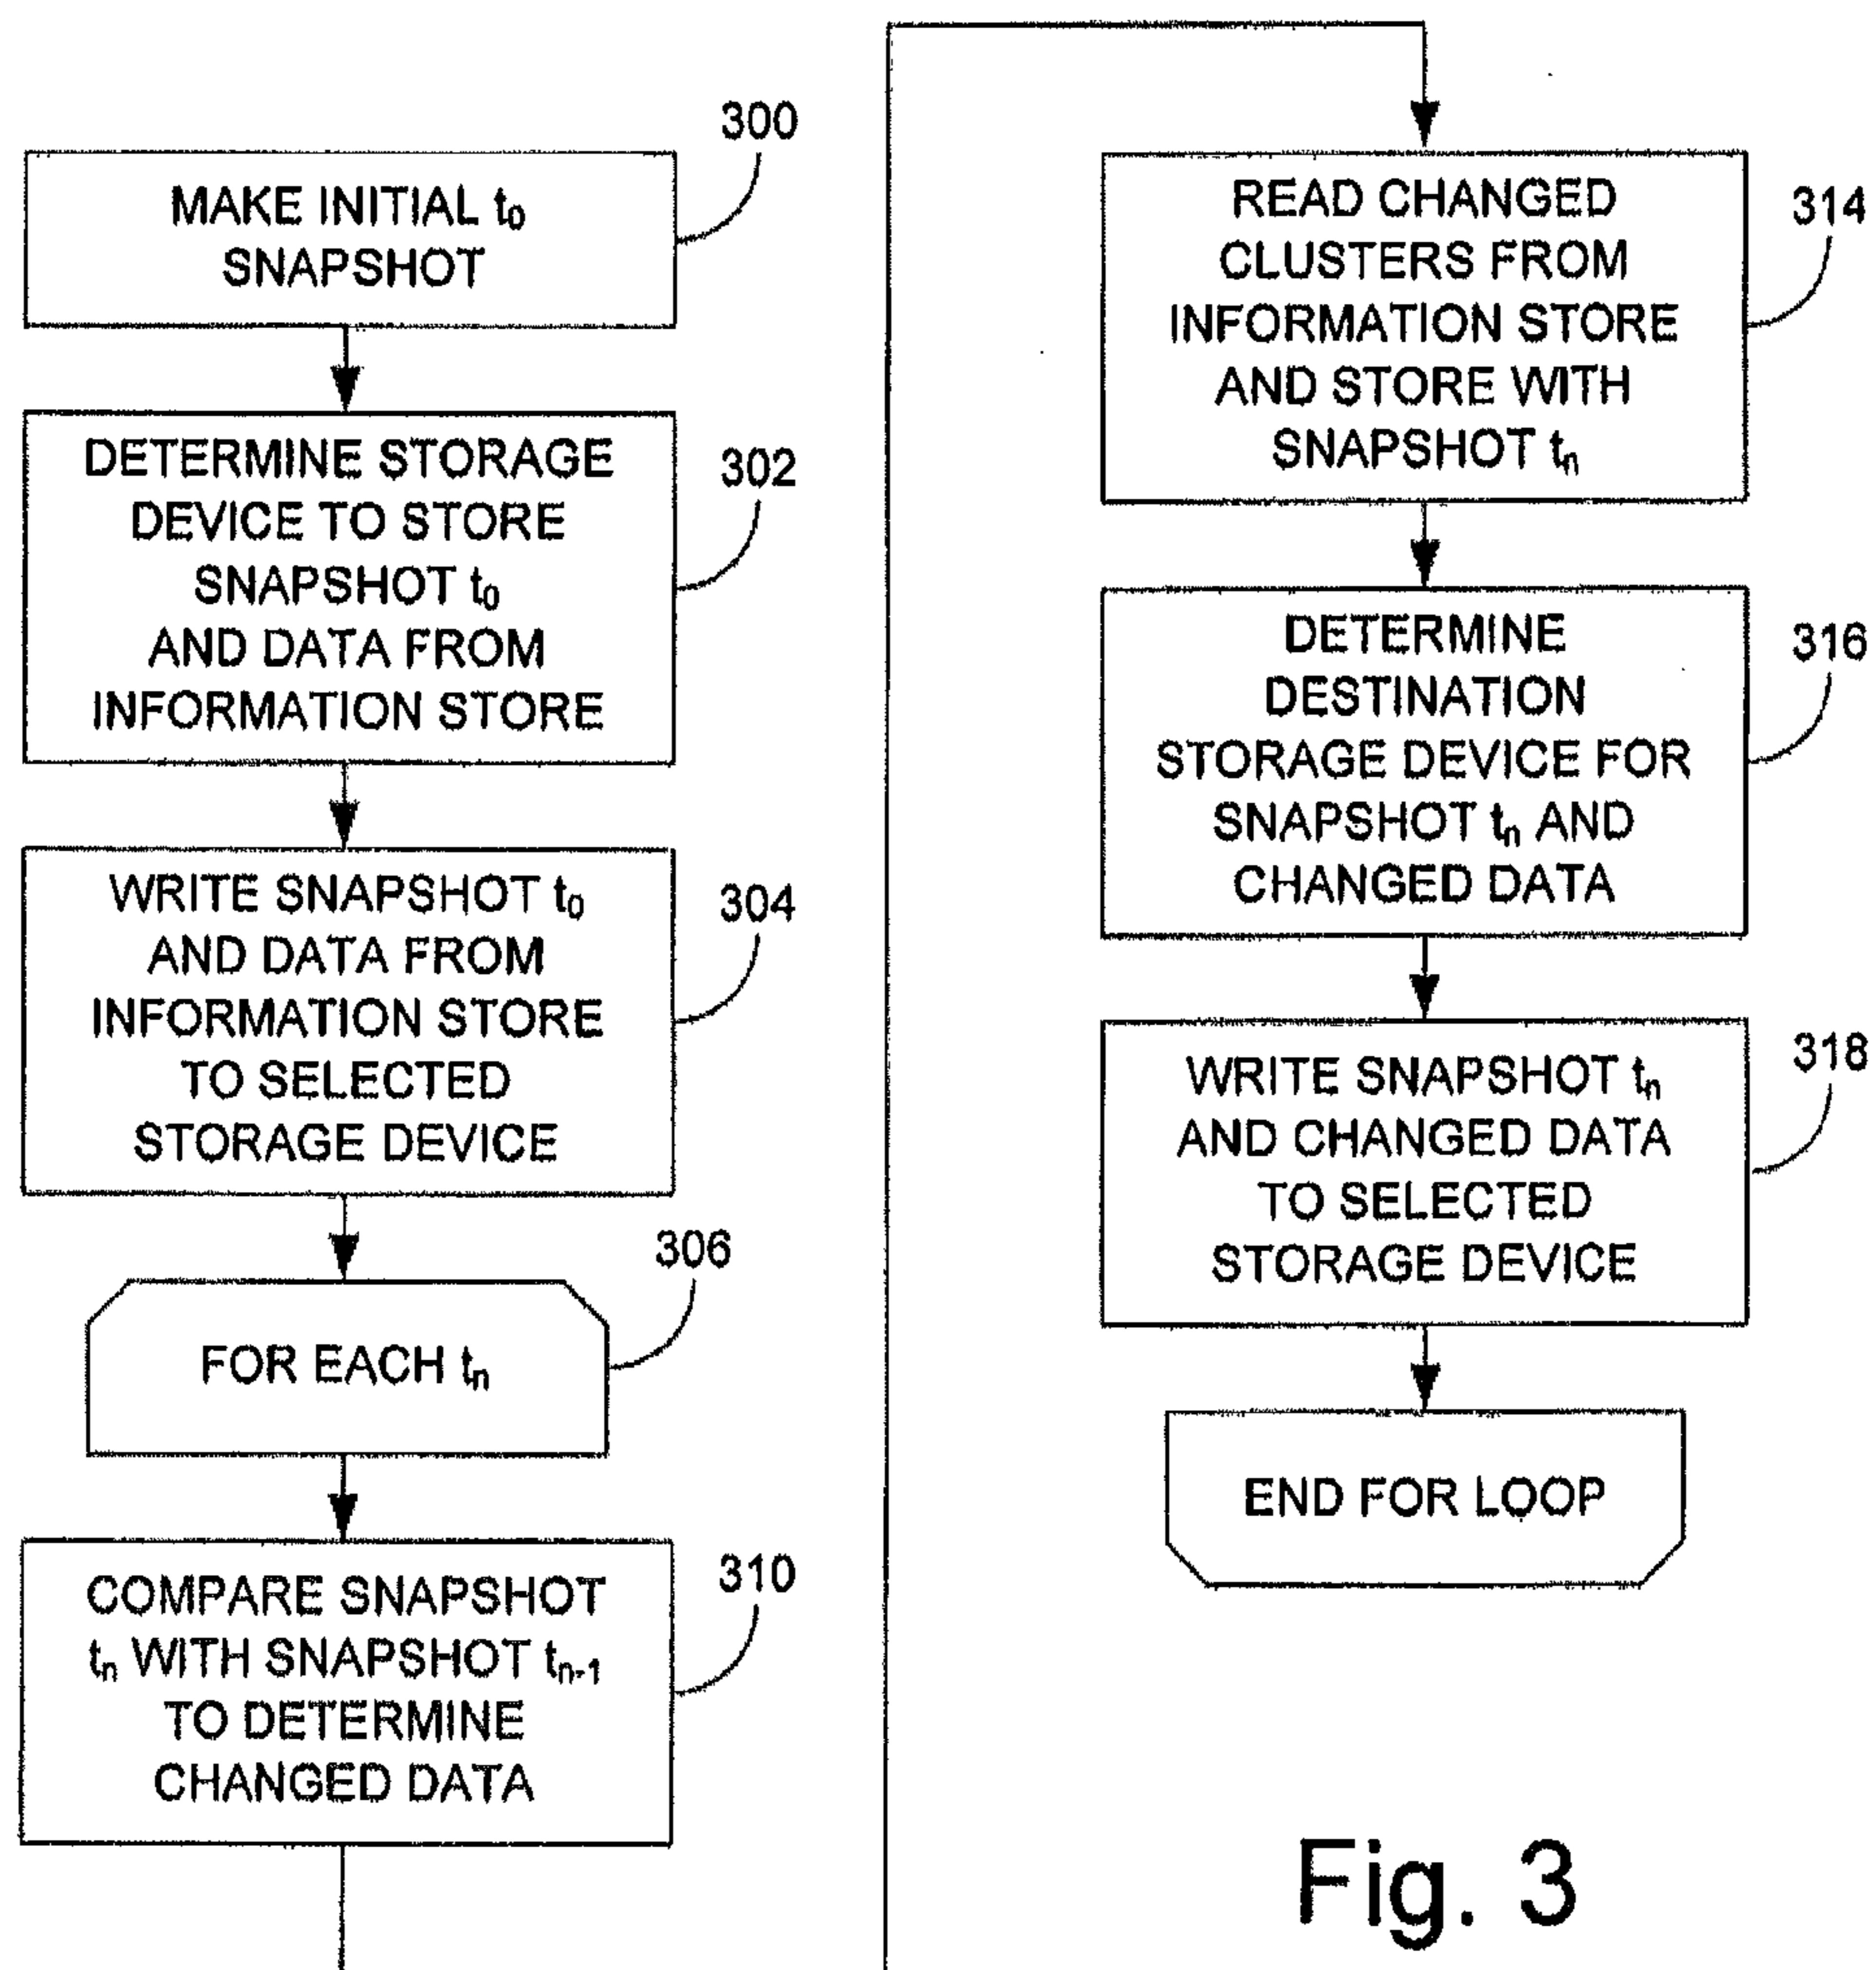 300
MAKE INITIAL t₀
SNAPSHOT
302
DETERMINE STORAGE
DEVICE TO STORE
SNAPSHOT t₀
AND DATA FROM
INFORMATION STORE
304
WRITE SNAPSHOT t₀
AND DATA FROM
INFORMATION STORE
TO SELECTED
STORAGE DEVICE
306
FOR EACH tₙ
310
COMPARE SNAPSHOT
tₙ WITH SNAPSHOT tₙ₋₁
TO DETERMINE
CHANGED DATA
314
READ CHANGED
CLUSTERS FROM
INFORMATION STORE
AND STORE WITH
SNAPSHOT tₙ
316
DETERMINE
DESTINATION
STORAGE DEVICE FOR
SNAPSHOT tₙ AND
CHANGED DATA
318
WRITE SNAPSHOT tₙ
AND CHANGED DATA
TO SELECTED
STORAGE DEVICE
END FOR LOOP
Fig. 3